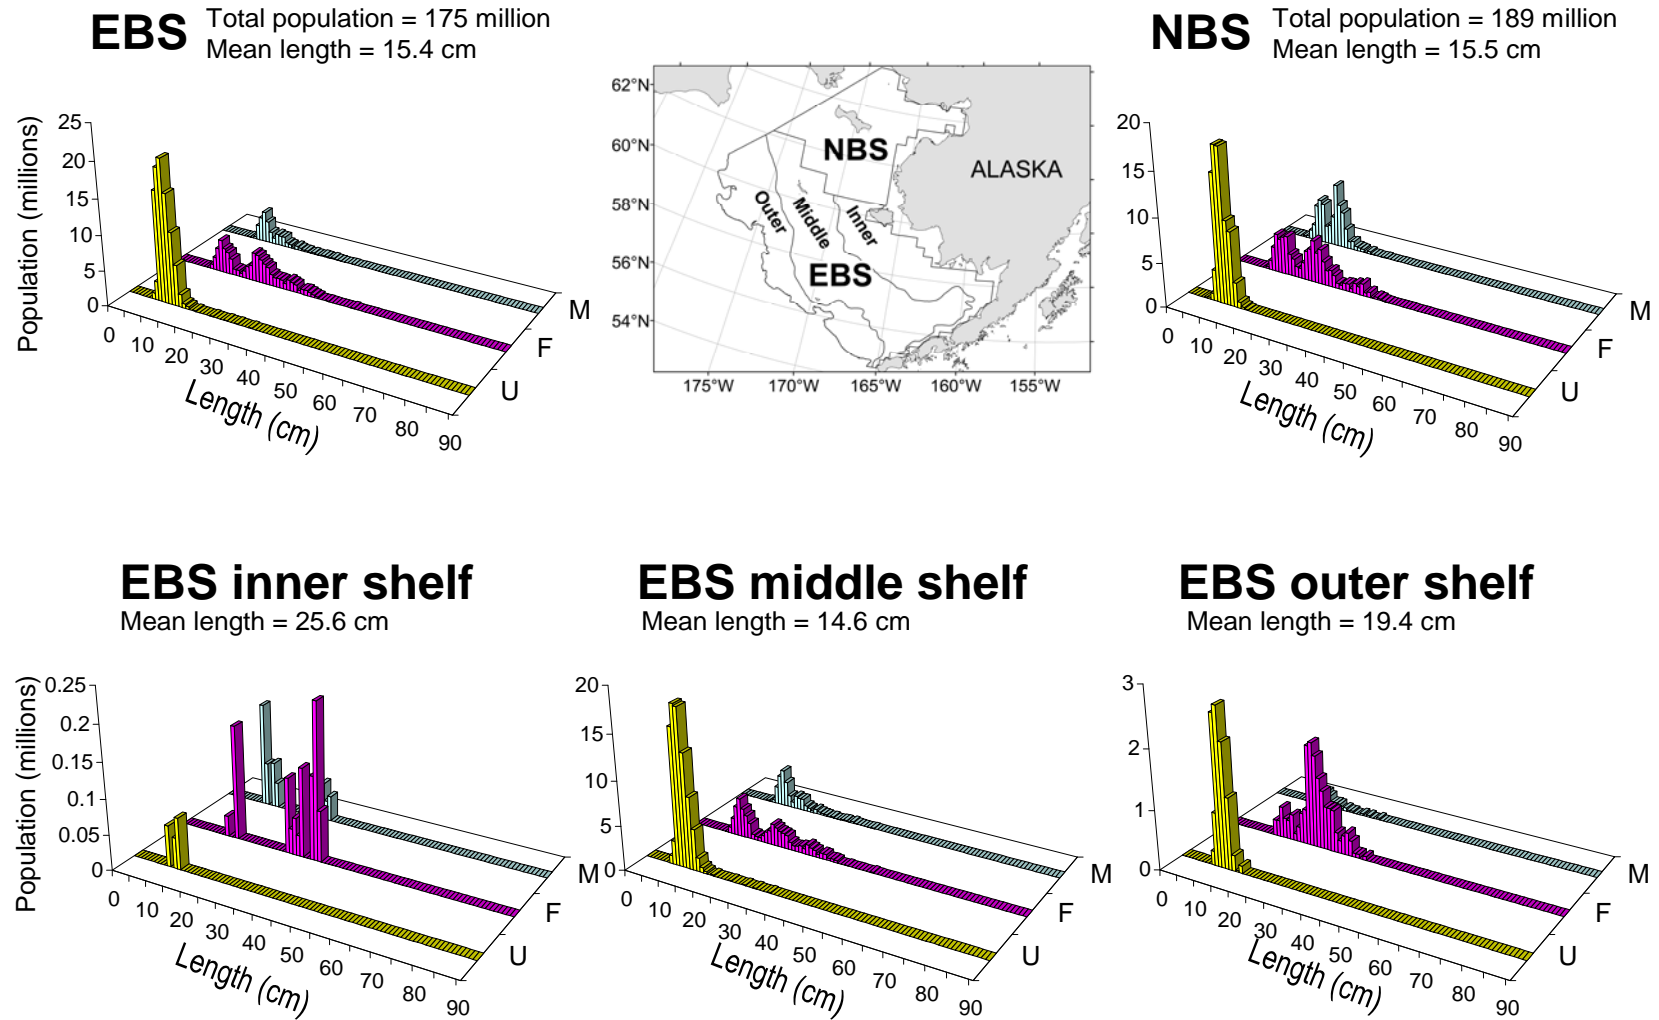 EBS
Total population = 175 million
Mean length = 15.4 cm
Population (millions)
25
20
15
10
5
0
0
10
20
30
40
50
60
70
80
90
Length (cm)
M
F
U
62°N
60°N
58°N
56°N
54°N
175°W
170°W
165°W
160°W
155°W
NBS
ALASKA
Outer
Middle
Inner
EBS
NBS
Total population = 189 million
Mean length = 15.5 cm
20
15
10
5
0
0
10
20
30
40
50
60
70
80
90
Length (cm)
M
F
U
EBS inner shelf
Mean length = 25.6 cm
Population (millions)
0.25
0.2
0.15
0.1
0.05
0
0
10
20
30
40
50
60
70
80
90
Length (cm)
M
F
U
EBS middle shelf
Mean length = 14.6 cm
20
15
10
5
0
0
10
20
30
40
50
60
70
80
90
Length (cm)
M
F
U
EBS outer shelf
Mean length = 19.4 cm
3
2
1
0
0
10
20
30
40
50
60
70
80
90
Length (cm)
M
F
U